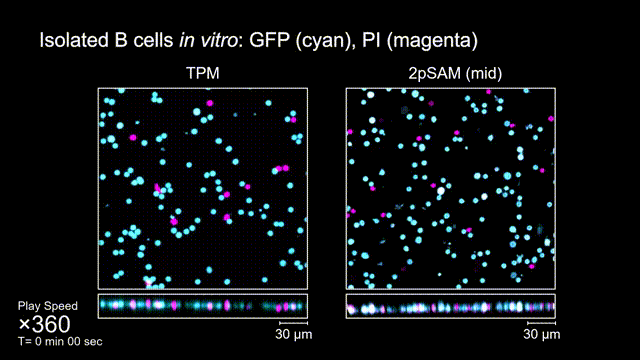 Isolated B cells in vitro: GFP (cyan), PI (magenta)
TPM
2pSAM (mid)
Play Speed
×360
T= 0 min 00 sec
30 μm
30 μm